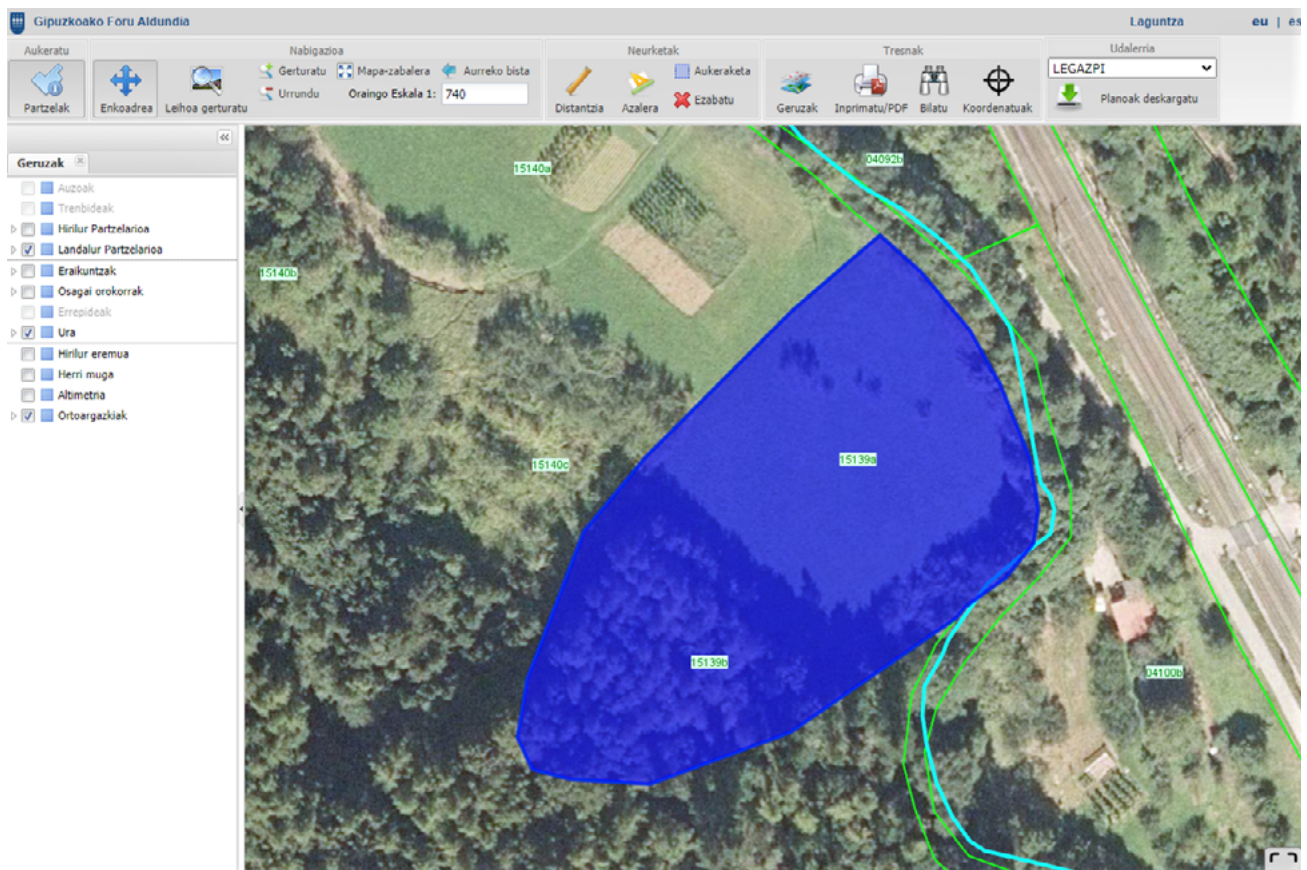 Gipuzkoako Foru Aldundia
Laguntza
eu | es
Aukeratu
Nabigazioa
Neurketak
Tresnak
Udalerria
Partzelak
Enkoadrea
Leihoa gerturatu
Gerturatu
Mapa-zabalera
Aurreko bista
Urrundu
Oraingo Eskala 1: 740
Distantzia
Azalera
Aukeraketa
Ezabatu
Geruzak
Inprimatu/PDF
Bilatu
Koordenatuak
LEGAZPI
Planoak deskargatu
Geruzak
Auzoak
Trenbideak
Hirilur Partzelarioa
Landalur Partzelarioa
Eraikuntzak
Osagai orokorrak
Errepideak
Ura
Hirilur eremua
Herri muga
Altimetria
Ortoargazkiak
15140a
04092b
15140b
15139a
15140c
15139b
04100b